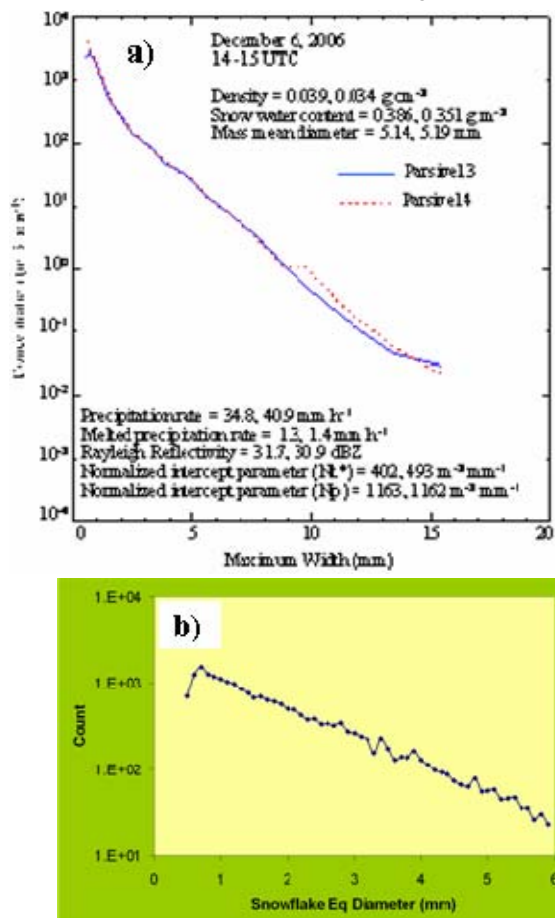 a)
December 6, 2006
14-15 UTC
Density = 0.039, 0.034 g cm⁻³
Snow water content = 0.386, 0.351 g m⁻³
Mass mean diameter = 5.14, 5.19 mm
Parsivel3
Parsivel4
10⁴
10³
10²
10¹
10⁰
10⁻¹
10⁻²
10⁻³
Precipitation rate = 34.8, 40.9 mm hr⁻¹
Melted precipitation rate = 1.3, 1.4 mm h⁻¹
Rayleigh Reflectivity = 31.7, 30.9 dBZ
Normalized intercept parameter = 402, 493 m⁻³ mm⁻¹
Normalized intercept parameter = 1163, 1162 m⁻³ mm⁻¹
0 5 10 15 20
Maximum Width (mm)
b)
1.E+04
1.E+03
1.E+02
1.E+01
Count
0 1 2 3 4 5 6
Snowflake Eq Diameter (mm)